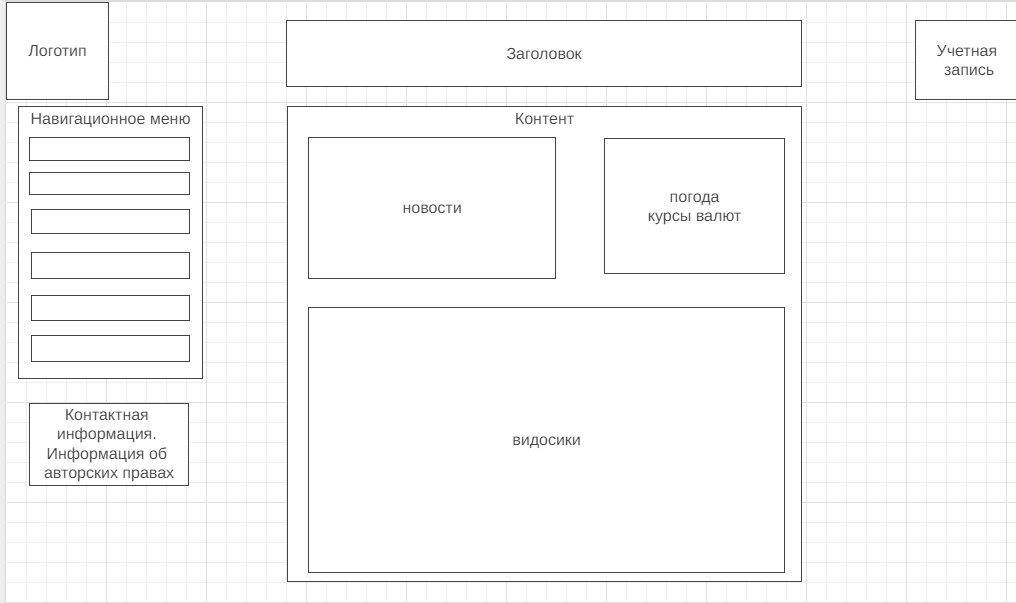 Логотип
Заголовок
Учетная
запись
Навигационное меню
Контент
новости
погода
курсы валют
видосики
Контактная
информация.
Информация об
авторских правах